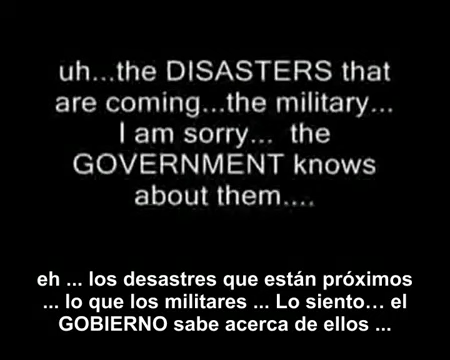 uh...the DISASTERS that
are coming...the military...
I am sorry... the
GOVERNMENT knows
about them....
eh ... los desastres que están próximos
... lo que los militares ... Lo siento… el
GOBIERNO sabe acerca de ellos ...